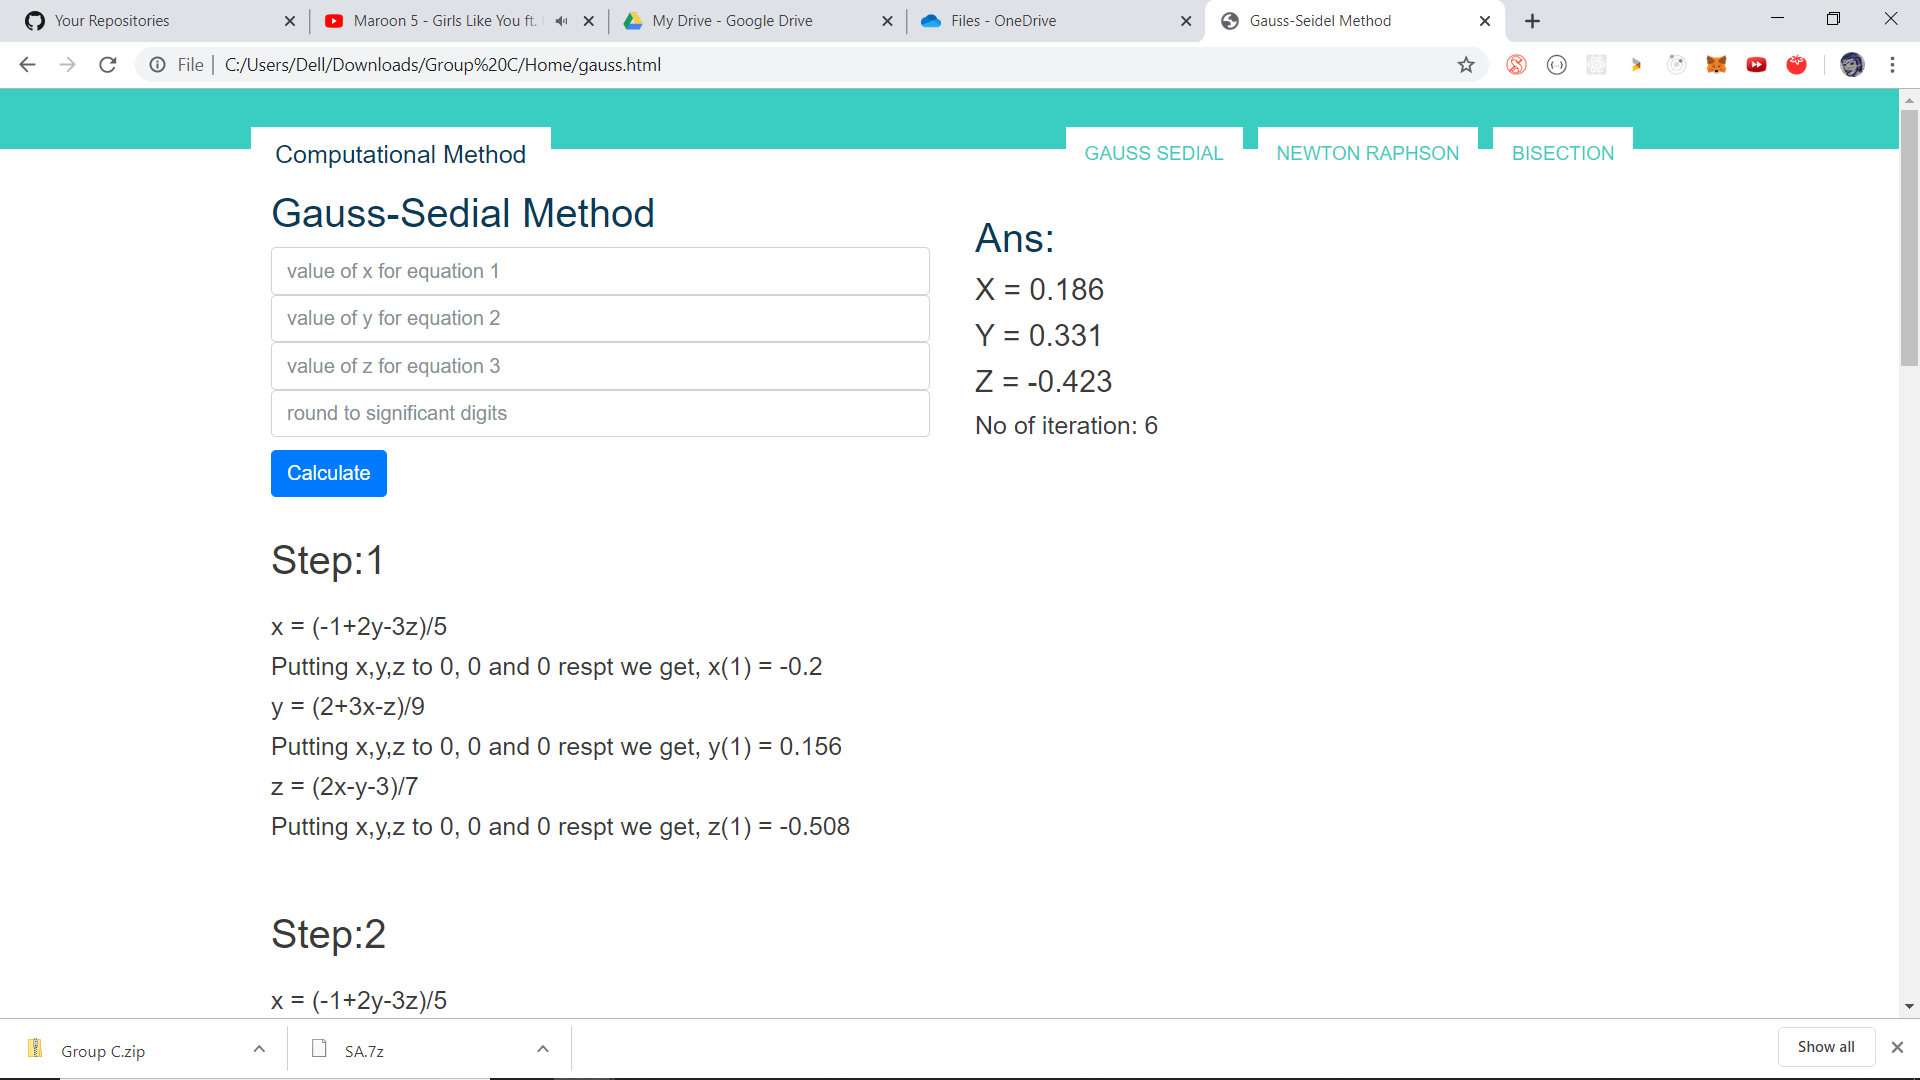 Your Repositories
Maroon 5 - Girls Like You ft.
My Drive - Google Drive
Files - OneDrive
Gauss-Seidel Method
File | C:/Users/Dell/Downloads/Group%20C/Home/gauss.html
Computational Method
GAUSS SEDIAL
NEWTON RAPHSON
BISECTION
Gauss-Sedial Method
value of x for equation 1
value of y for equation 2
value of z for equation 3
round to significant digits
Calculate
Ans:
X = 0.186
Y = 0.331
Z = -0.423
No of iteration: 6
Step:1
x = (-1+2y-3z)/5
Putting x,y,z to 0, 0 and 0 respt we get, x(1) = -0.2
y = (2+3x-z)/9
Putting x,y,z to 0, 0 and 0 respt we get, y(1) = 0.156
z = (2x-y-3)/7
Putting x,y,z to 0, 0 and 0 respt we get, z(1) = -0.508
Step:2
x = (-1+2y-3z)/5
Group C.zip
SA.7z
Show all